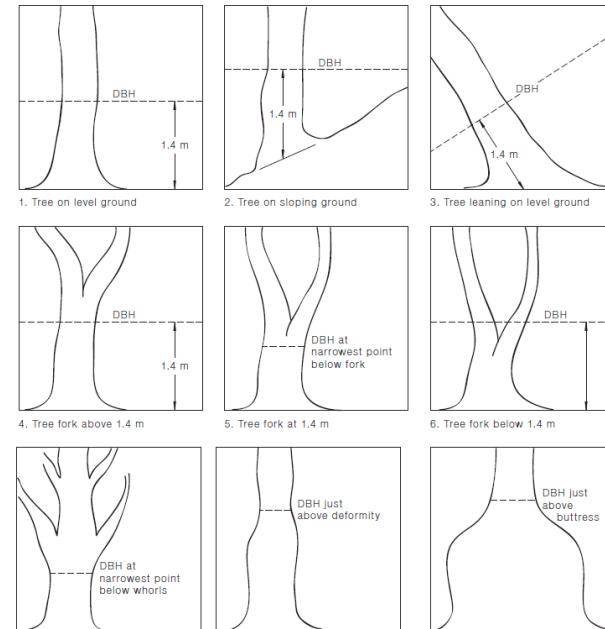 DBH
1.4 m
1. Tree on level ground
DBH
1.4 m
2. Tree on sloping ground
DBH
1.4 m
3. Tree leaning on level ground
DBH
1.4 m
4. Tree fork above 1.4 m
DBH at
narrowest point
below fork
5. Tree fork at 1.4 m
DBH
6. Tree fork below 1.4 m
DBH at
narrowest point
below whorls
DBH just
above deformity
DBH just
above
buttress